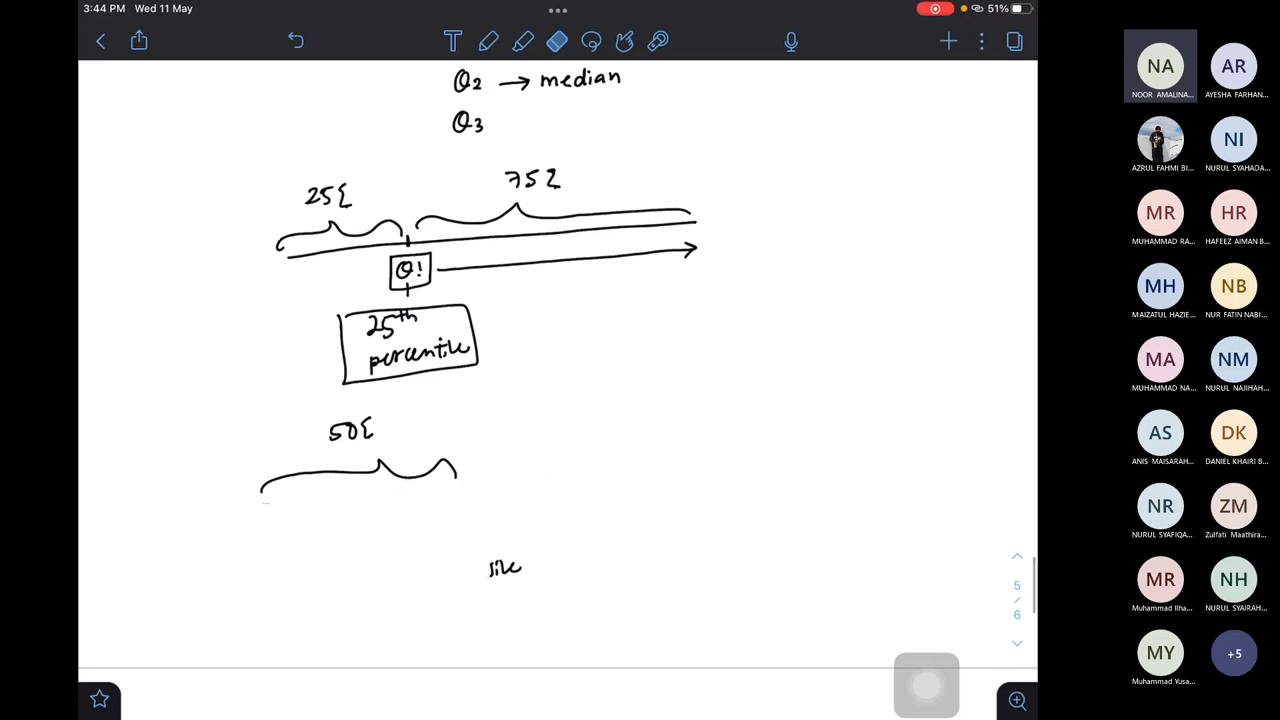 3:44 PM Wed 11 May
51%
Q2 → median
Q3
25%
75%
Q1
25th
percentile
50%
5
6
NA
NOOR AMALINA...
AR
AYESHA FARHAN...
AZRUL FAHMI BI...
NI
NURUL SYAHADA...
MR
MUHAMMAD RA...
HR
HAFEEZ AIMAN B...
MH
MAIZATUL HAZIE...
NB
NUR FATIN NABI...
MA
MUHAMMAD NA...
NM
NURUL NAJIHAH...
AS
ANIS MAISARAH...
DK
DANIEL KHAIRI B...
NR
NURUL SYAFIQA...
ZM
Zulfati Maathira...
MR
Muhammad Ilha...
NH
NURUL SYAIRAH...
MY
Muhammad Yusa...
+5